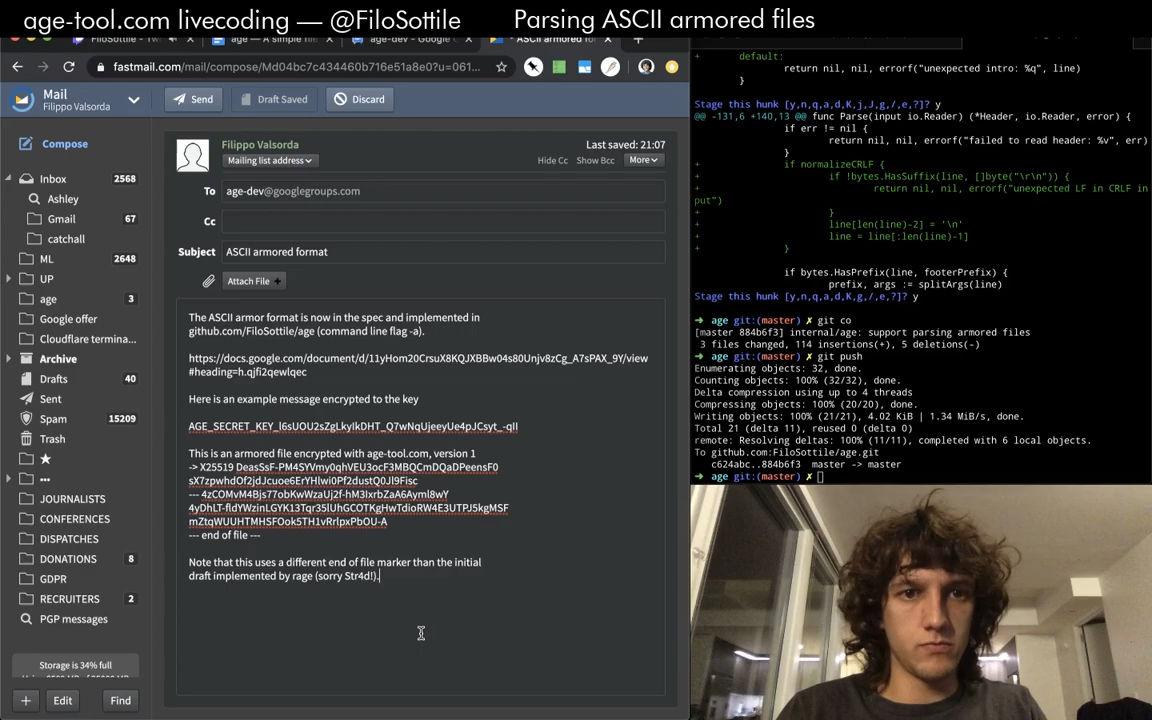 age-tool.com livecoding — @FiloSottile Parsing ASCII armored files
FiloSottile - Tw
age — A simple fi
age-dev - Google G
ASCII armored for
fastmail.com/mail/compose/Md04bc7c434460b716e51a8e0?u=061...
Mail
Filippo Valsorda
Send
Draft Saved
Discard
Compose
Inbox 2568
Ashley
Gmail 67
catchall
ML 2648
UP
age 3
Google offer
Cloudflare termina...
Archive
Drafts 40
Sent
Spam 15209
Trash
JOURNALISTS
CONFERENCES
DISPATCHES
DONATIONS 8
GDPR
RECRUITERS 2
PGP messages
Storage is 34% full
Edit
Find
Filippo Valsorda
Mailing list address
Last saved: 21:07
Hide Cc Show Bcc More
To age-dev@googlegroups.com
Cc
Subject ASCII armored format
Attach File
The ASCII armor format is now in the spec and implemented in
github.com/FiloSottile/age (command line flag -a).
https://docs.google.com/document/d/11yHom20CrsuX8KQJXBBw04s80Unjv8zCg_A7sPAX_9Y/view
#heading=h.qjfi2qewlqec
Here is an example message encrypted to the key
AGE_SECRET_KEY_l6sUOU2sZgLkyIkDHT_Q7wNqUjeeyUe4pJCsyt_-qII
This is an armored file encrypted with age-tool.com, version 1
-> X25519 DeasSsF-PM4SYVmy0qhVEU3ocF3MBQCmDQaDPeensF0
sX7zpwhdOf2jdJcuoe6ErYHlwi0Pf2dustQ0Jl9Fisc
--- 4zCOMvM4Bjs77obKwWzaUj2f-hM3IxrbZaA6Ayml8wY
4yDhLT-fldYWzinLGYK13Tqr35lUhGCOTKgHwTdioRW4E3UTPJ5kgMSF
mZtqWUUHTMHSFOok5TH1vRrlpxPbOU-A
--- end of file ---
Note that this uses a different end of file marker than the initial
draft implemented by rage (sorry Str4d!).
+ default:
return nil, nil, errorf("unexpected intro: %q", line)
}
Stage this hunk [y,n,q,a,d,K,j,J,g,/,e,?]? y
@@ -131,6 +140,13 @@ func Parse(input io.Reader) (*Header, io.Reader, error) {
if err != nil {
return nil, nil, errorf("failed to read header: %v", err)
}
+ if normalizeCRLF {
+ if !bytes.HasSuffix(line, []byte("\r\n")) {
+ return nil, nil, errorf("unexpected LF in CRLF in
put")
+ }
+ line[len(line)-2] = '\n'
+ line = line[:len(line)-1]
+ }
if bytes.HasPrefix(line, footerPrefix) {
prefix, args := splitArgs(line)
Stage this hunk [y,n,q,a,d,K,g,/,e,?]? y
➜ age git:(master) ✗ git co
[master 884b6f3] internal/age: support parsing armored files
3 files changed, 114 insertions(+), 5 deletions(-)
➜ age git:(master) ✗ git push
Enumerating objects: 32, done.
Counting objects: 100% (32/32), done.
Delta compression using up to 4 threads
Compressing objects: 100% (20/20), done.
Writing objects: 100% (21/21), 4.02 KiB | 1.34 MiB/s, done.
Total 21 (delta 11), reused 0 (delta 0)
remote: Resolving deltas: 100% (11/11), completed with 6 local objects.
To github.com:FiloSottile/age.git
c624abc..884b6f3 master -> master
➜ age git:(master) ✗